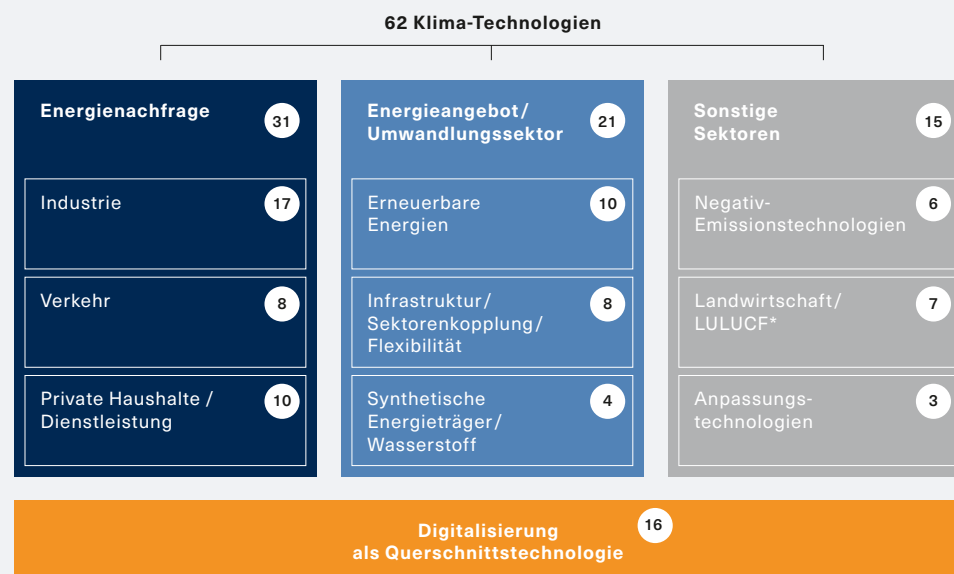 62 Klima-Technologien
Energienachfrage
31
Industrie
17
Verkehr
8
Private Haushalte /
Dienstleistung
10
Energieangebot/
Umwandlungssektor
21
Erneuerbare
Energien
10
Infrastruktur/
Sektorenkopplung/
Flexibilität
8
Synthetische
Energieträger/
Wasserstoff
4
Sonstige
Sektoren
15
Negativ-
Emissionstechnologien
6
Landwirtschaft/
LULUCF*
7
Anpassungs-
technologien
3
Digitalisierung
als Querschnittstechnologie
16